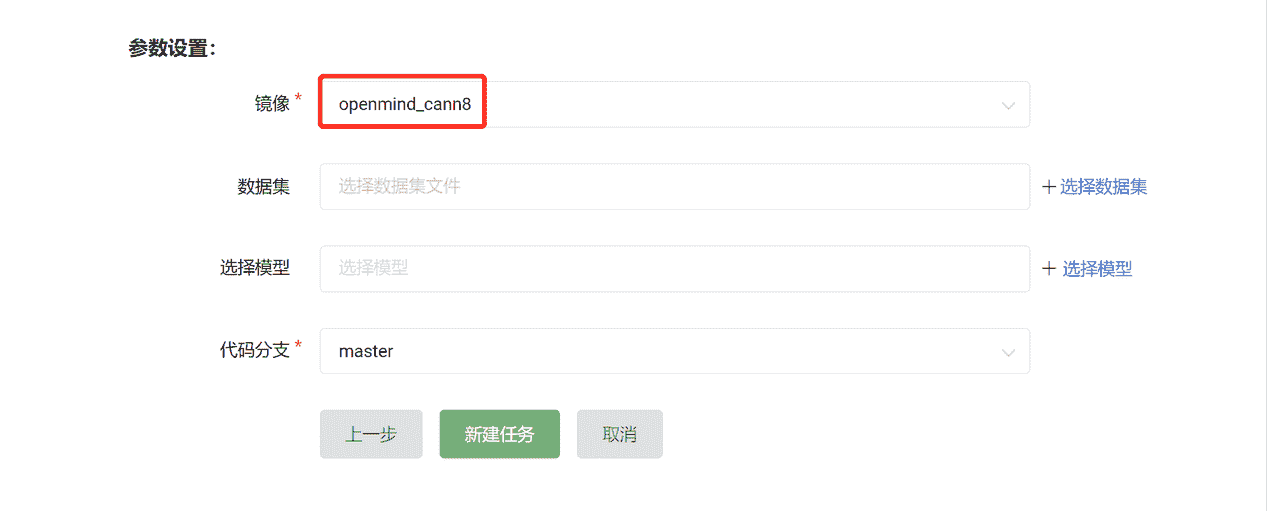 参数设置：
镜像 * openmind_cann8
数据集 选择数据集文件 +选择数据集
选择模型 选择模型 + 选择模型
代码分支 * master
上一步 新建任务 取消